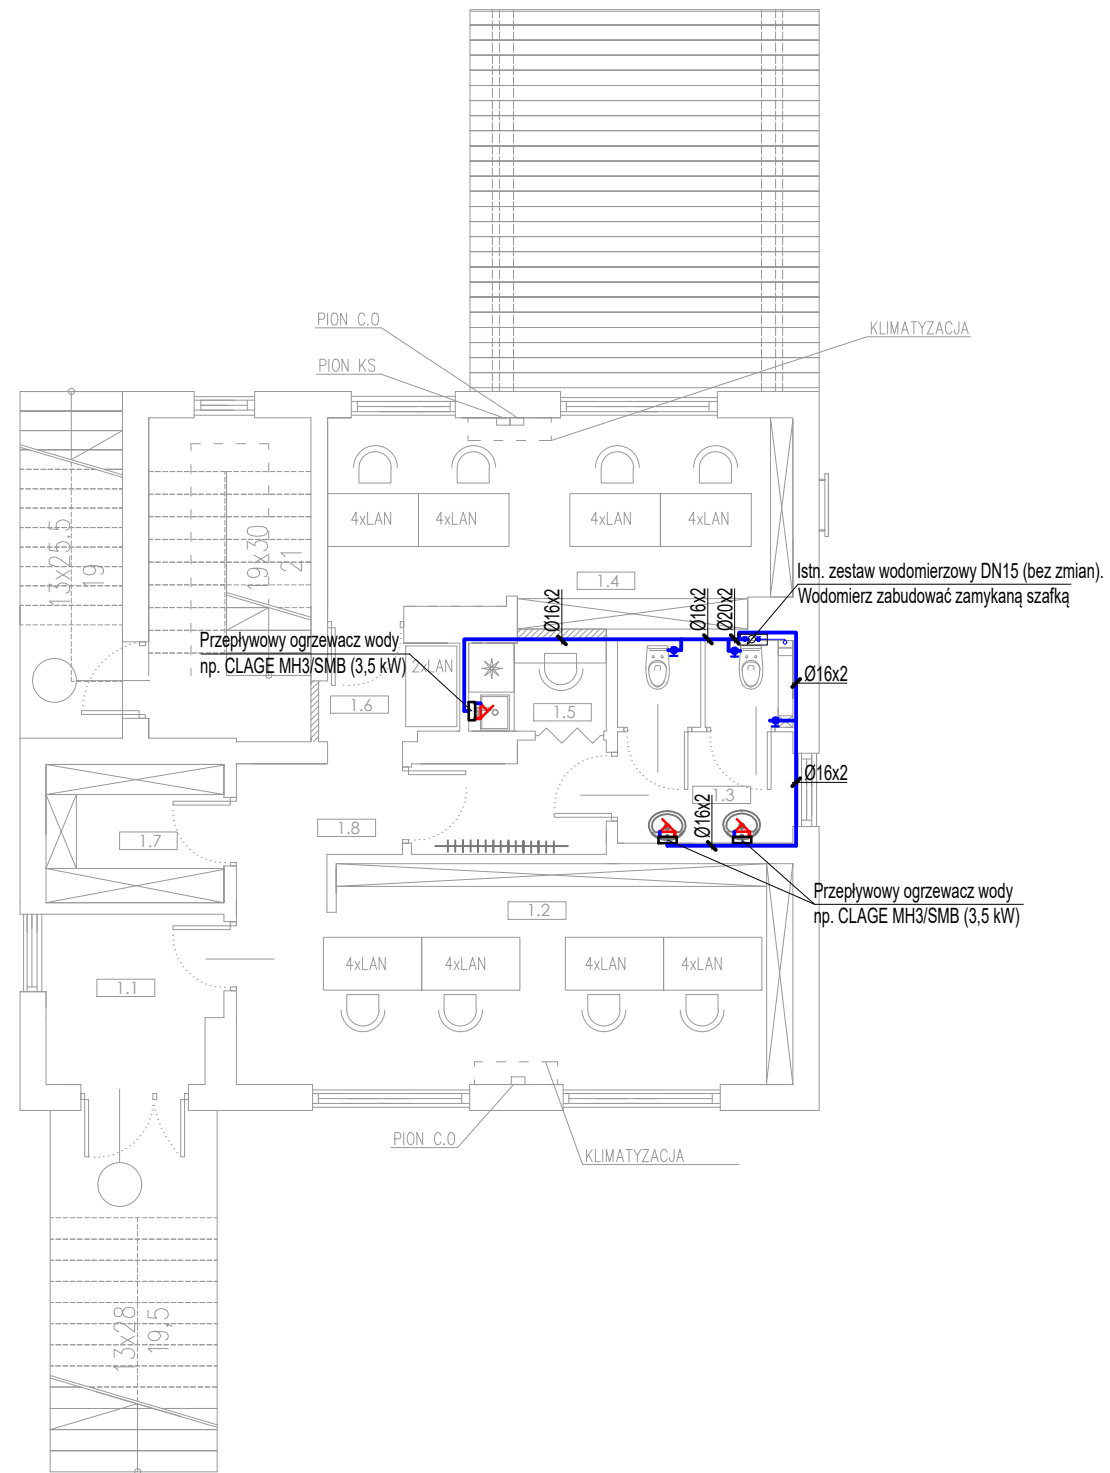 PION C.O
KLIMATYZACJA
PION KS
4xLAN
4xLAN
4xLAN
4xLAN
13x25.5
19
19x30
21
1.4
Istn. zestaw wodomierzowy DN15 (bez zmian).
Wodomierz zabudować zamykaną szafką
Ø16x2
Ø16x2
Ø20x2
Przepływowy ogrzewacz wody
np. CLAGE MH3/SMB (3,5 kW)
2xLAN
Ø16x2
1.6
1.5
Ø16x2
1.3
Ø16x2
1.8
1.7
Przepływowy ogrzewacz wody
np. CLAGE MH3/SMB (3,5 kW)
1.2
4xLAN
4xLAN
4xLAN
4xLAN
1.1
PION C.O
KLIMATYZACJA
13x28
19,5